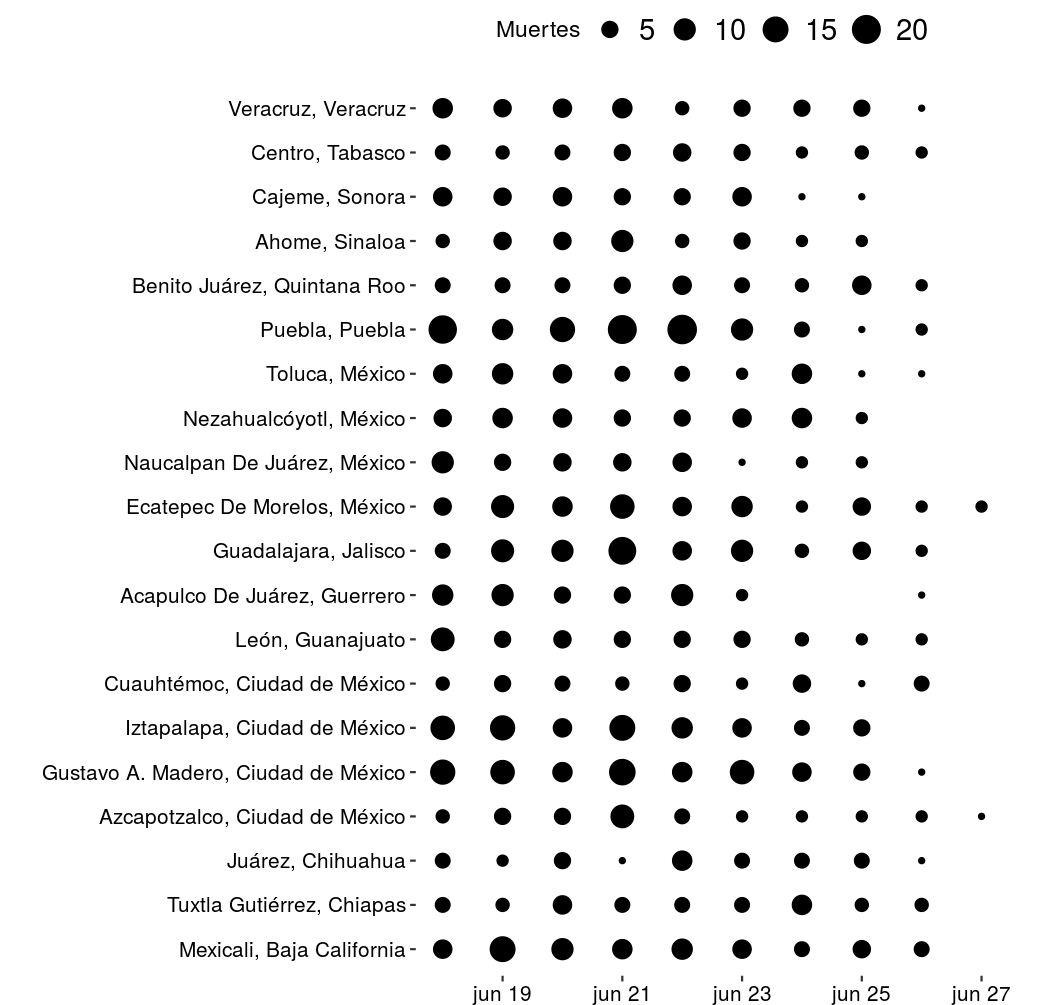 Muertes 5 10 15 20
Veracruz, Veracruz
Centro, Tabasco
Cajeme, Sonora
Ahome, Sinaloa
Benito Juárez, Quintana Roo
Puebla, Puebla
Toluca, México
Nezahualcóyotl, México
Naucalpan De Juárez, México
Ecatepec De Morelos, México
Guadalajara, Jalisco
Acapulco De Juárez, Guerrero
León, Guanajuato
Cuauhtémoc, Ciudad de México
Iztapalapa, Ciudad de México
Gustavo A. Madero, Ciudad de México
Azcapotzalco, Ciudad de México
Juárez, Chihuahua
Tuxtla Gutiérrez, Chiapas
Mexicali, Baja California
jun 19 jun 21 jun 23 jun 25 jun 27